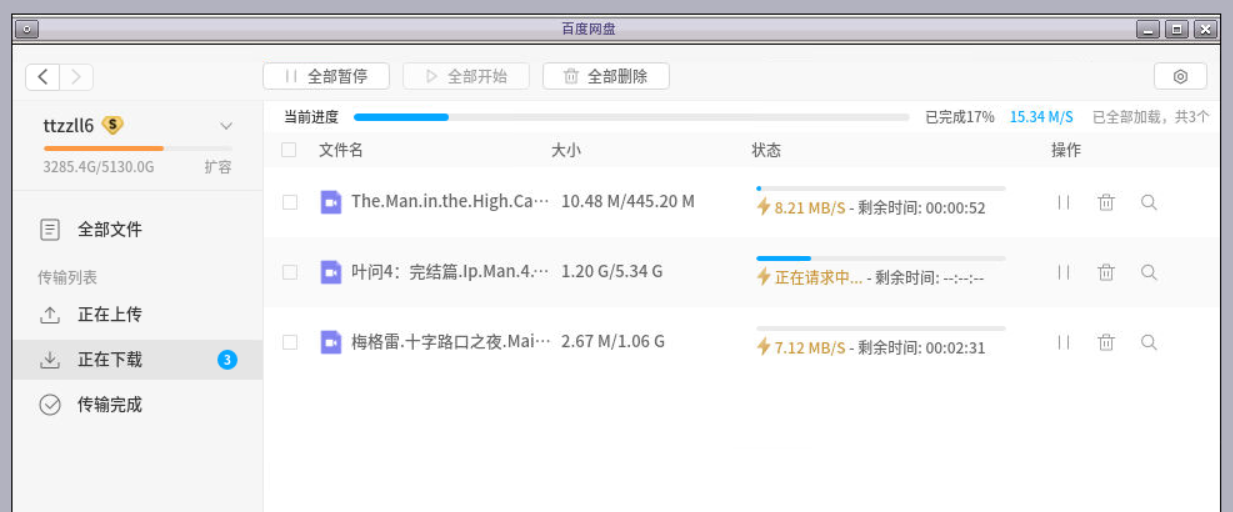 百度网盘
全部暂停 全部开始 全部删除
ttzzll6 S
3285.4G/5130.0G 扩容
全部文件
传输列表
正在上传
正在下载 3
传输完成
当前进度 已完成17% 15.34 M/S 已全部加载，共3个
文件名 大小 状态 操作
The.Man.in.the.High.Ca··· 10.48 M/445.20 M 8.21 MB/S - 剩余时间: 00:00:52
叶问4：完结篇.Ip.Man.4.··· 1.20 G/5.34 G 正在请求中... - 剩余时间: --:--:--
梅格雷.十字路口之夜.Mai··· 2.67 M/1.06 G 7.12 MB/S - 剩余时间: 00:02:31